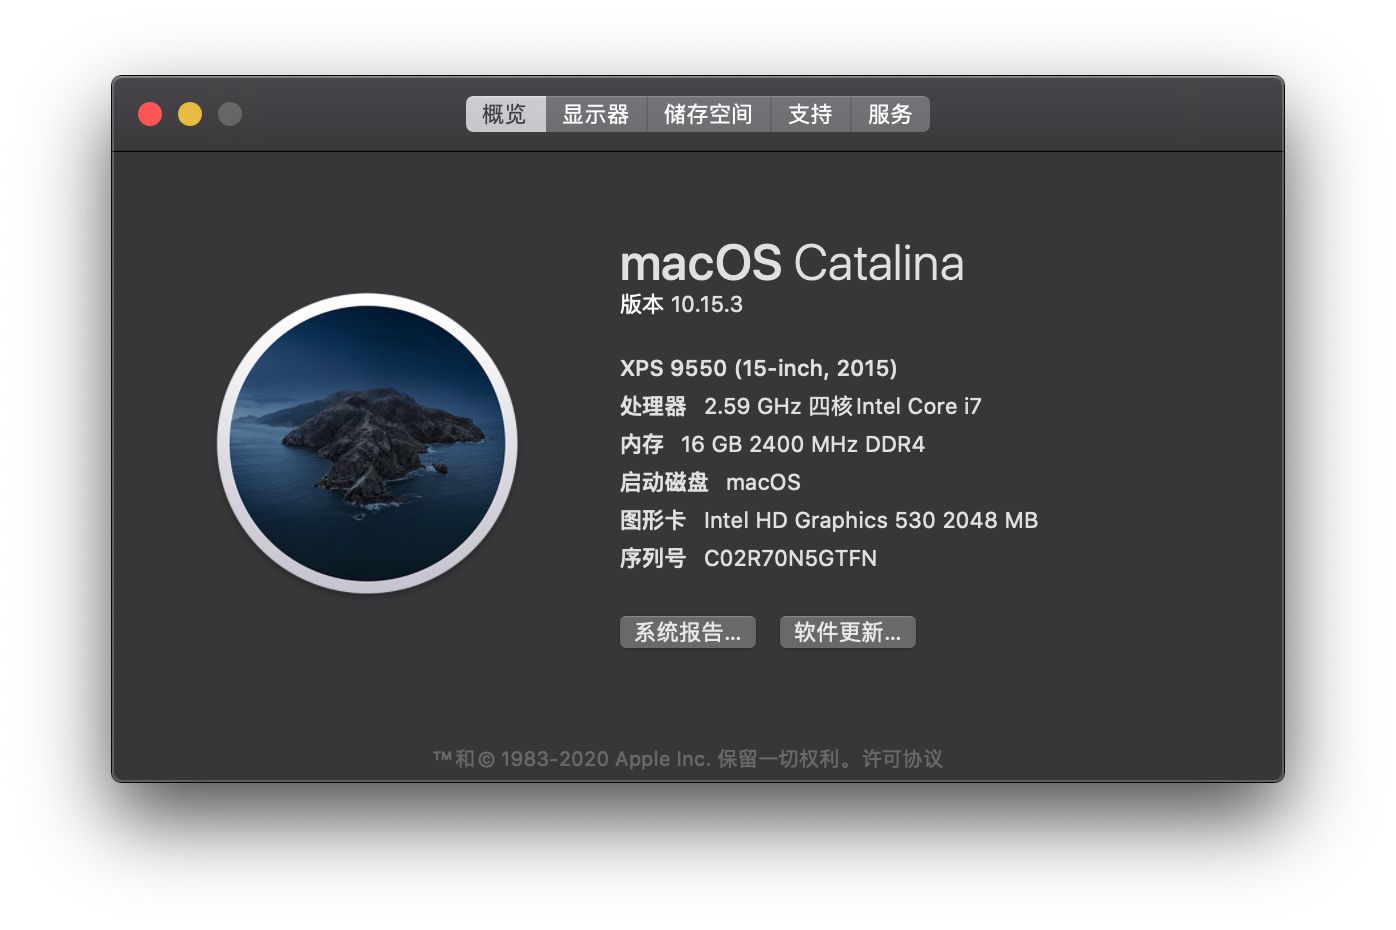 概览 显示器 储存空间 支持 服务
macOS Catalina
版本 10.15.3
XPS 9550 (15-inch, 2015)
处理器 2.59 GHz 四核Intel Core i7
内存 16 GB 2400 MHz DDR4
启动磁盘 macOS
图形卡 Intel HD Graphics 530 2048 MB
序列号 C02R70N5GTFN
系统报告... 软件更新...
™和© 1983-2020 Apple Inc. 保留一切权利。许可协议